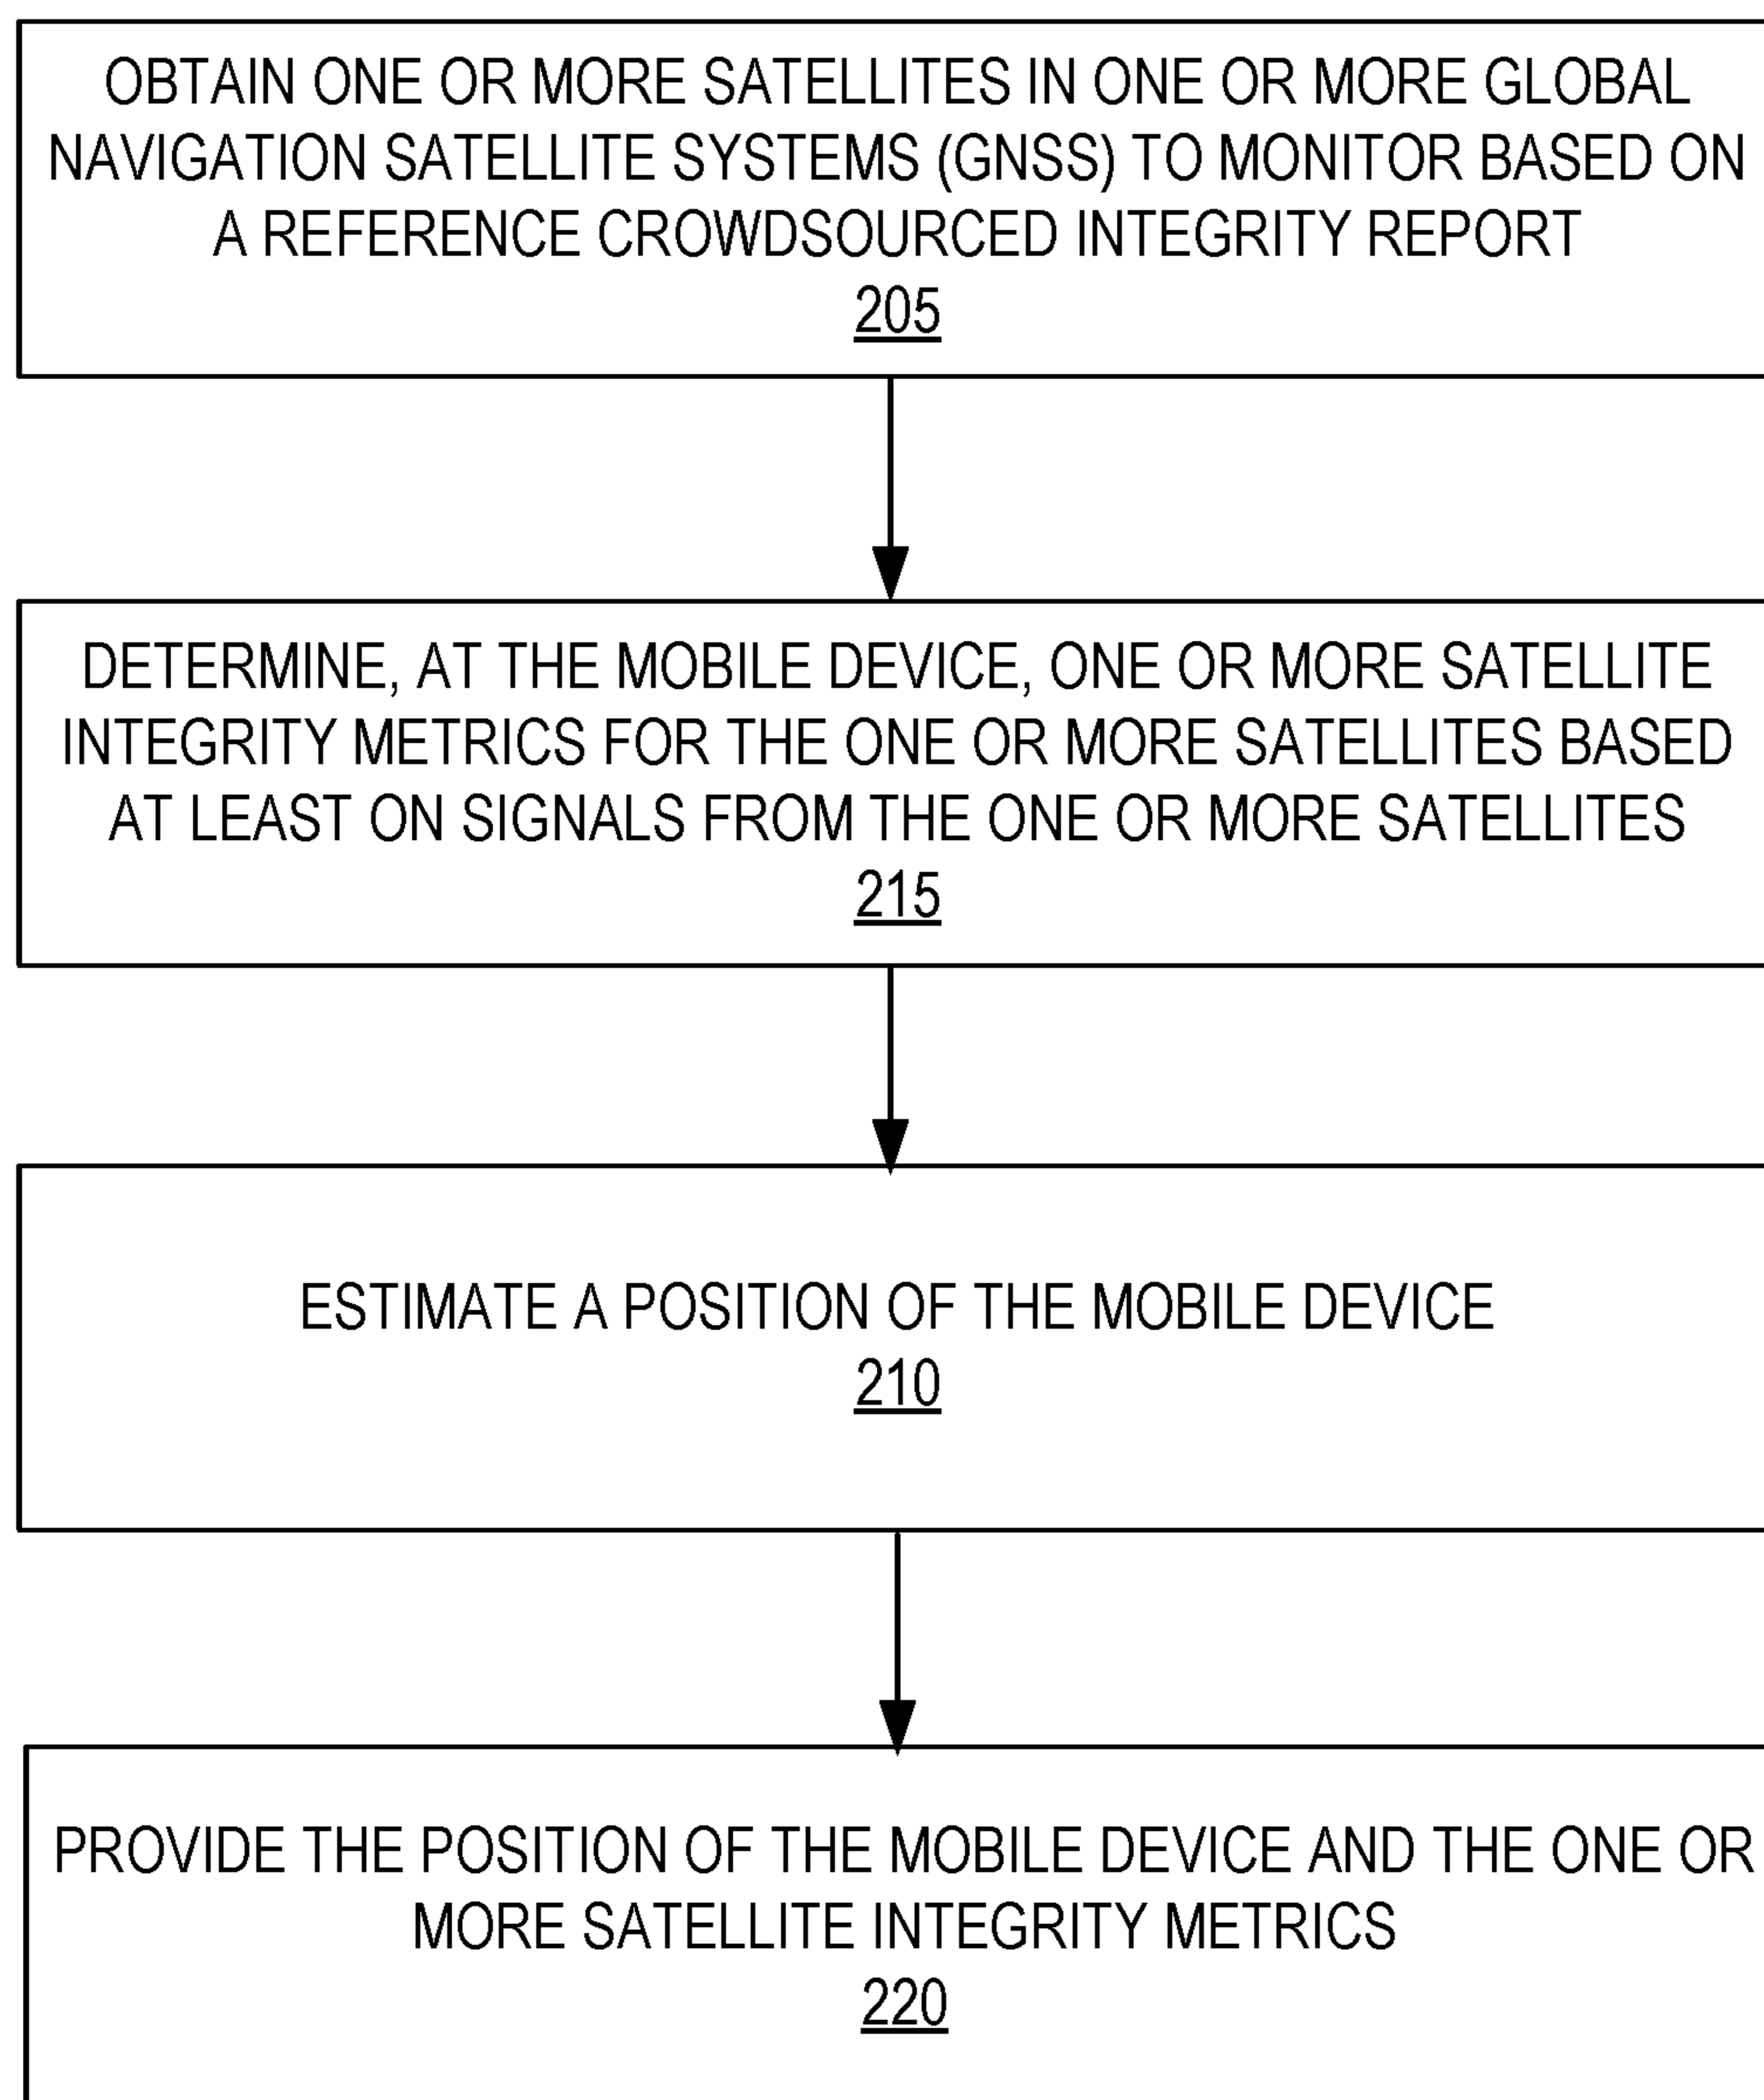 OBTAIN ONE OR MORE SATELLITES IN ONE OR MORE GLOBAL
NAVIGATION SATELLITE SYSTEMS (GNSS) TO MONITOR BASED ON
A REFERENCE CROWDSOURCED INTEGRITY REPORT
205
DETERMINE, AT THE MOBILE DEVICE, ONE OR MORE SATELLITE
INTEGRITY METRICS FOR THE ONE OR MORE SATELLITES BASED
AT LEAST ON SIGNALS FROM THE ONE OR MORE SATELLITES
215
ESTIMATE A POSITION OF THE MOBILE DEVICE
210
PROVIDE THE POSITION OF THE MOBILE DEVICE AND THE ONE OR
MORE SATELLITE INTEGRITY METRICS
220